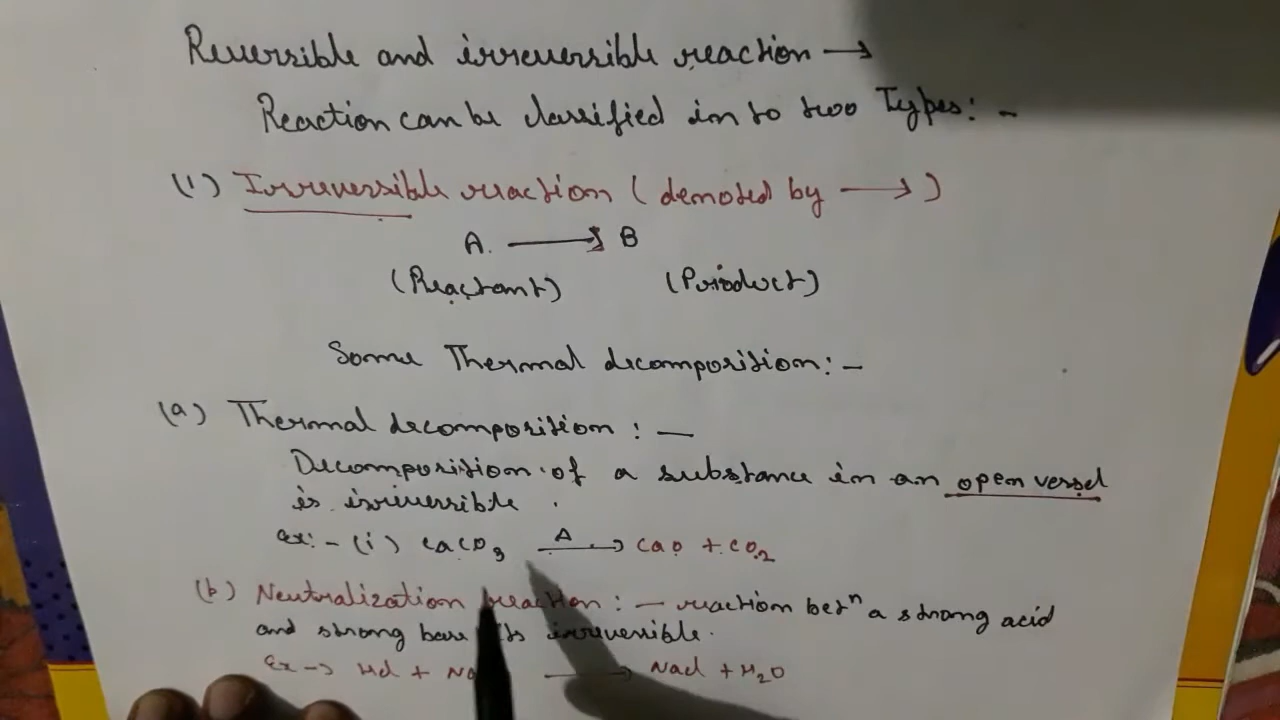 Reversible and irreversible reaction →
Reaction can be classified in to two Types: -
(1) Irreversible reaction ( denoted by → )
A. → B
(Reactant) (Product)
Some Thermal decomposition: -
(a) Thermal decomposition : —
Decomposition of a substance in an open vessel
is irreversible .
ex: - (i) CaCO3 Δ→ CaO + CO2
(b) Neutralization reaction : — reaction betn a strong acid
and strong base is irreversible.
Ex → Hcl + Na → Nacl + H2O